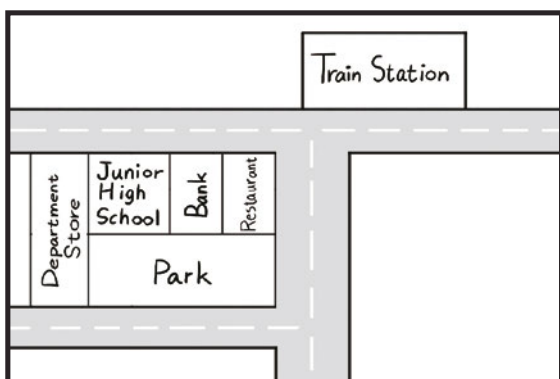 Train Station
Department
Store
Junior
High
School
Bank
Restaurant
Park